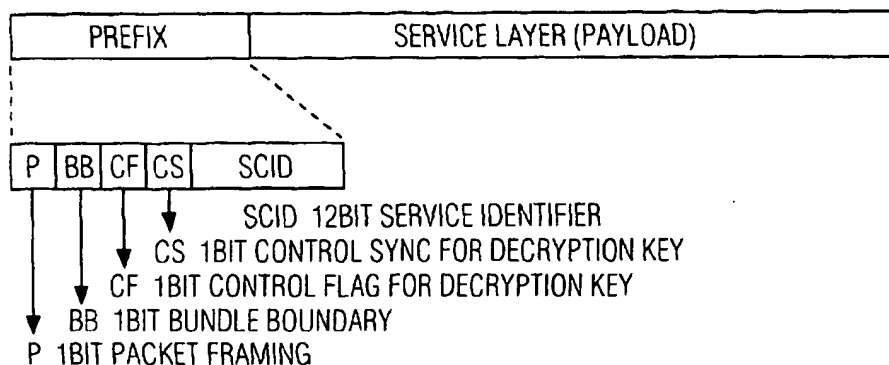 PREFIX SERVICE LAYER (PAYLOAD)
P BB CF CS SCID
SCID 12BIT SERVICE IDENTIFIER
CS 1BIT CONTROL SYNC FOR DECRYPTION KEY
CF 1BIT CONTROL FLAG FOR DECRYPTION KEY
BB 1BIT BUNDLE BOUNDARY
P 1BIT PACKET FRAMING